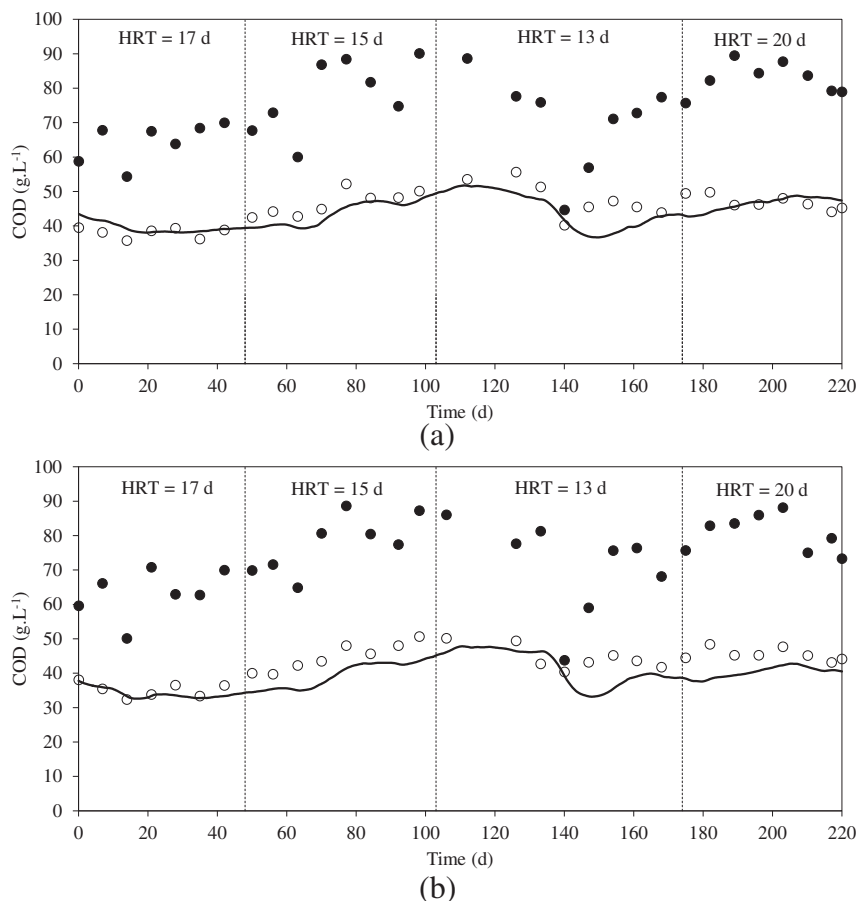 100
90
80
70
60
50
40
30
20
10
0
COD (g.L-1)
HRT = 17 d HRT = 15 d HRT = 13 d HRT = 20 d
0 20 40 60 80 100 120 140 160 180 200 220
Time (d)
(a)
100
90
80
70
60
50
40
30
20
10
0
COD (g.L-1)
HRT = 17 d HRT = 15 d HRT = 13 d HRT = 20 d
0 20 40 60 80 100 120 140 160 180 200 220
Time (d)
(b)